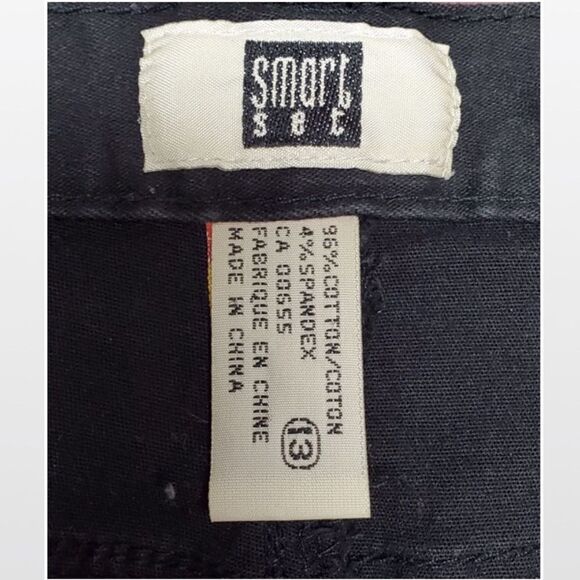 smart
set
96% COTTON/COTON
4% SPANDEX
CA 00655
FABRIQUE EN CHINE
MADE IN CHINA
13